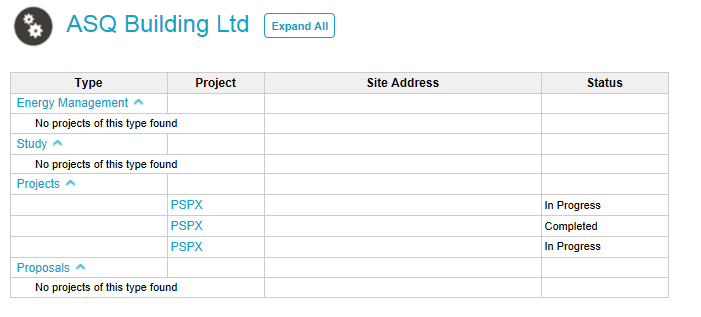 ASQ Building Ltd Expand All
Type Project Site Address Status
Energy Management
No projects of this type found
Study
No projects of this type found
Projects
PSPX In Progress
PSPX Completed
PSPX In Progress
Proposals
No projects of this type found